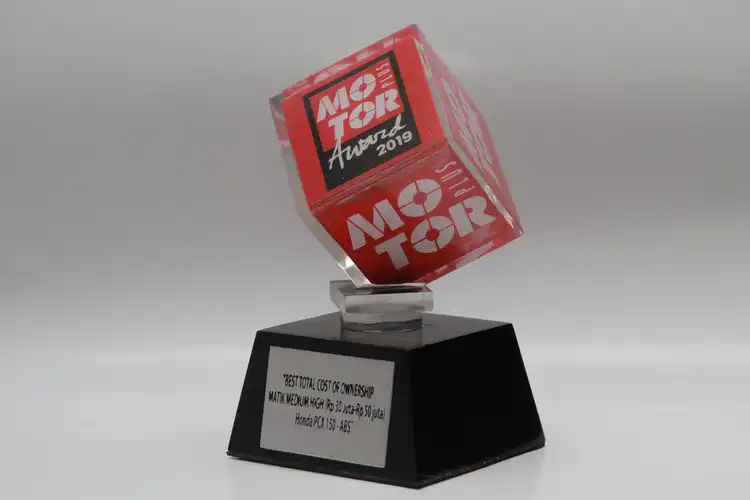 MO
TOR
PLUS
Award
2019
MO
TOR
PLUS
"BEST TOTAL COST OF OWNERSHIP
MATIK MEDIUM HIGH (Rp 30 Juta-Rp 50 juta)
Honda PCX 150 - ABS"